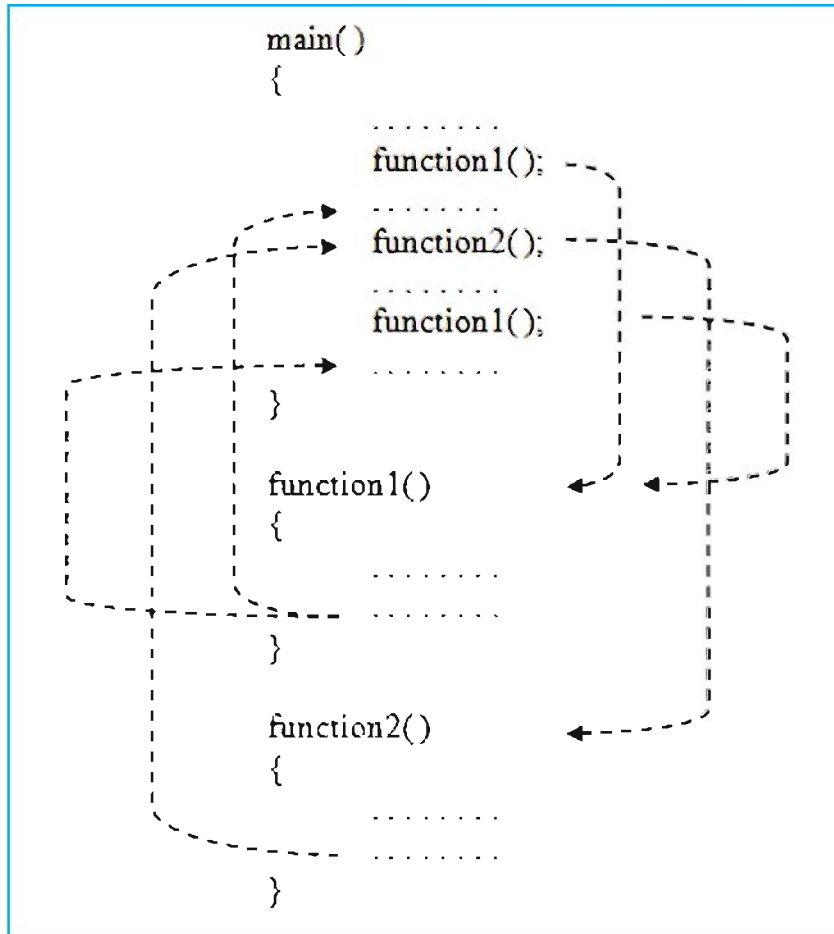 main( )
{
. . . . . . . .
function1();
. . . . . . . .
function2();
. . . . . . . .
function1();
. . . . . . . .
}
function1()
{
. . . . . . . .
. . . . . . . .
}
function2()
{
. . . . . . . .
. . . . . . . .
}